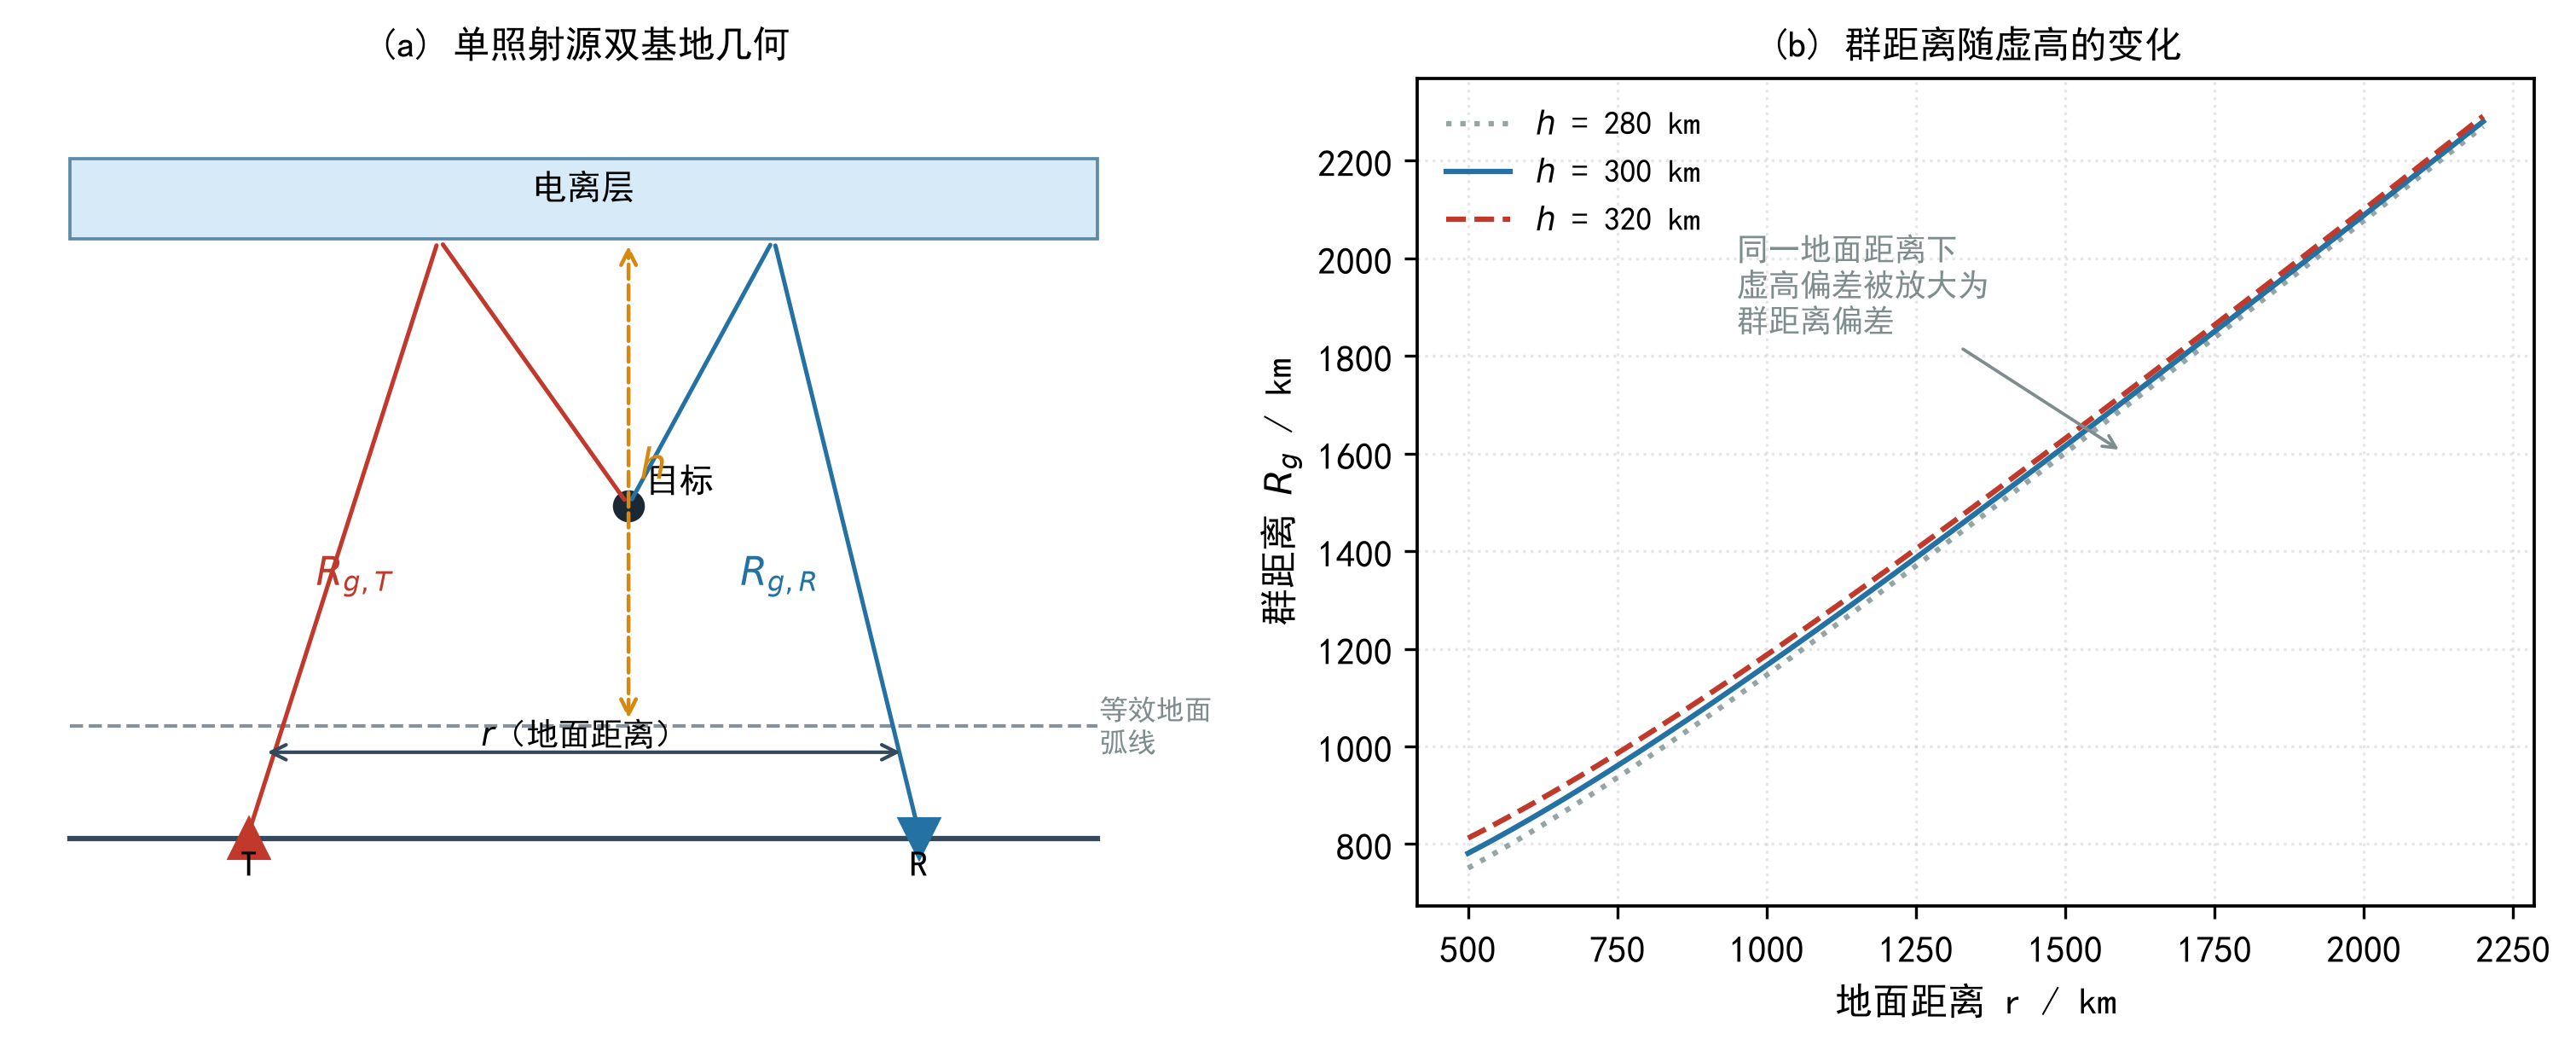 (a) 单照射源双基地几何
电离层
h
目标
R_{g,T}
R_{g,R}
等效地面
弧线
r（地面距离）
T
R
(b) 群距离随虚高的变化
h = 280 km
h = 300 km
h = 320 km
同一地面距离下
虚高偏差被放大为
群距离偏差
群距离 R_g / km
2200
2000
1800
1600
1400
1200
1000
800
500 750 1000 1250 1500 1750 2000 2250
地面距离 r / km